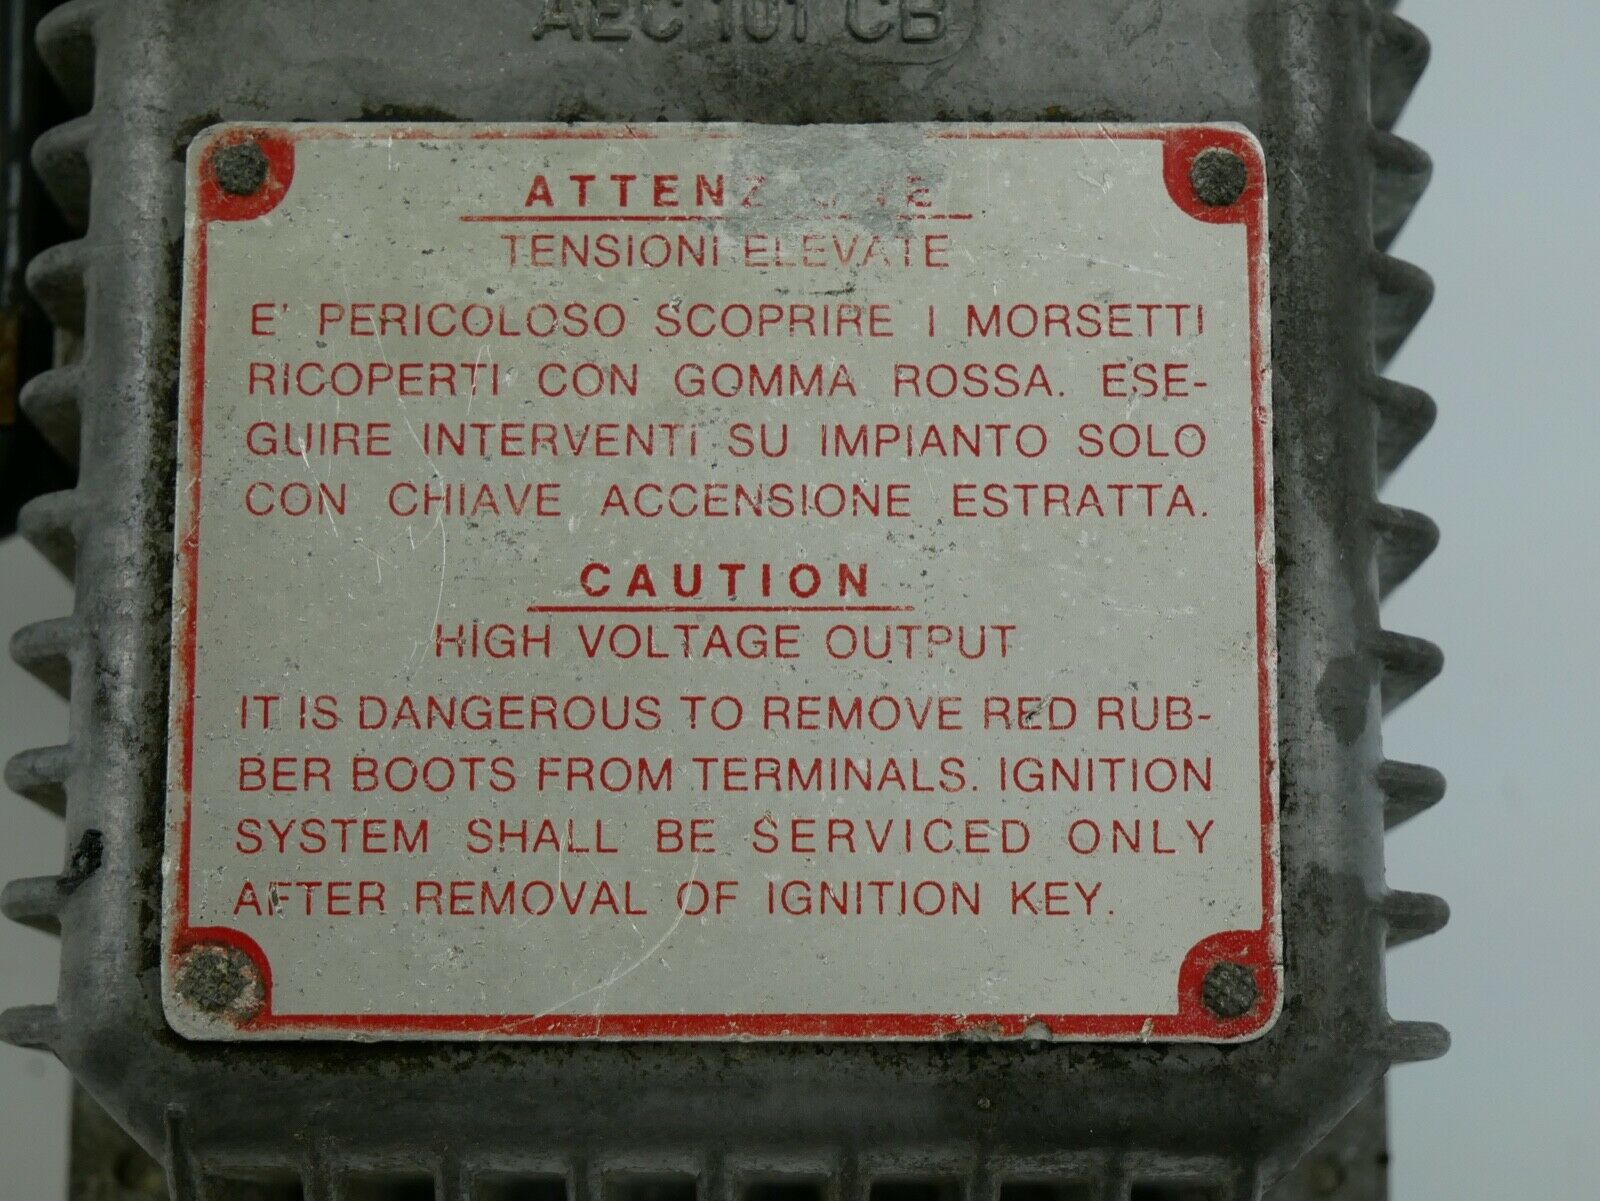 AEC 101 CB
TENSIONI ELEVATE
E' PERICOLOSO SCOPRIRE I MORSETTI
RICOPERTI CON GOMMA ROSSA. ESE-
GUIRE INTERVENTI SU IMPIANTO SOLO
CON CHIAVE ACCENSIONE ESTRATTA.
CAUTION
HIGH VOLTAGE OUTPUT
IT IS DANGEROUS TO REMOVE RED RUB-
BER BOOTS FROM TERMINALS. IGNITION
SYSTEM SHALL BE SERVICED ONLY
AFTER REMOVAL OF IGNITION KEY.